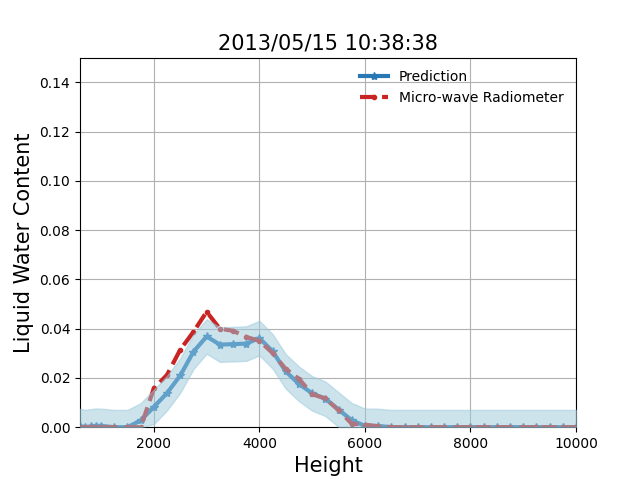 2013/05/15 10:38:38
Prediction
Micro-wave Radiometer
Liquid Water Content
0.14
0.12
0.10
0.08
0.06
0.04
0.02
0.00
2000 4000 6000 8000 10000
Height